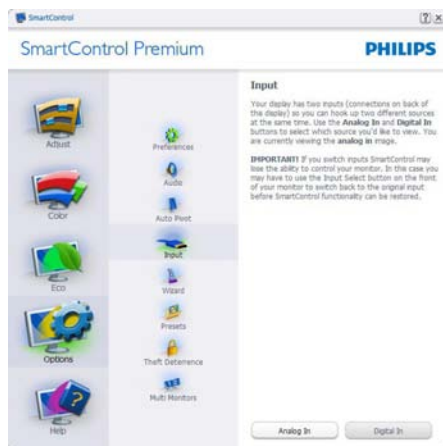 SmartControl
SmartControl Premium
PHILIPS
Adjust
Color
Eco
Options
Help
Preferences
Audio
Auto Pivot
Input
Wizard
Presets
Theft Deterrence
Multi Monitors
Input
Your display has two inputs (connections on back of
the display) so you can hook up two different sources
at the same time. Use the Analog In and Digital In
buttons to select which source you'd like to view. You
are currently viewing the analog in image.
IMPORTANT! If you switch inputs SmartControl may
lose the ability to control your monitor. In this case you
may have to use the Input Select button on the front
of your monitor to switch back to the original input
before SmartControl functionality can be restored.
Analog In
Digital In